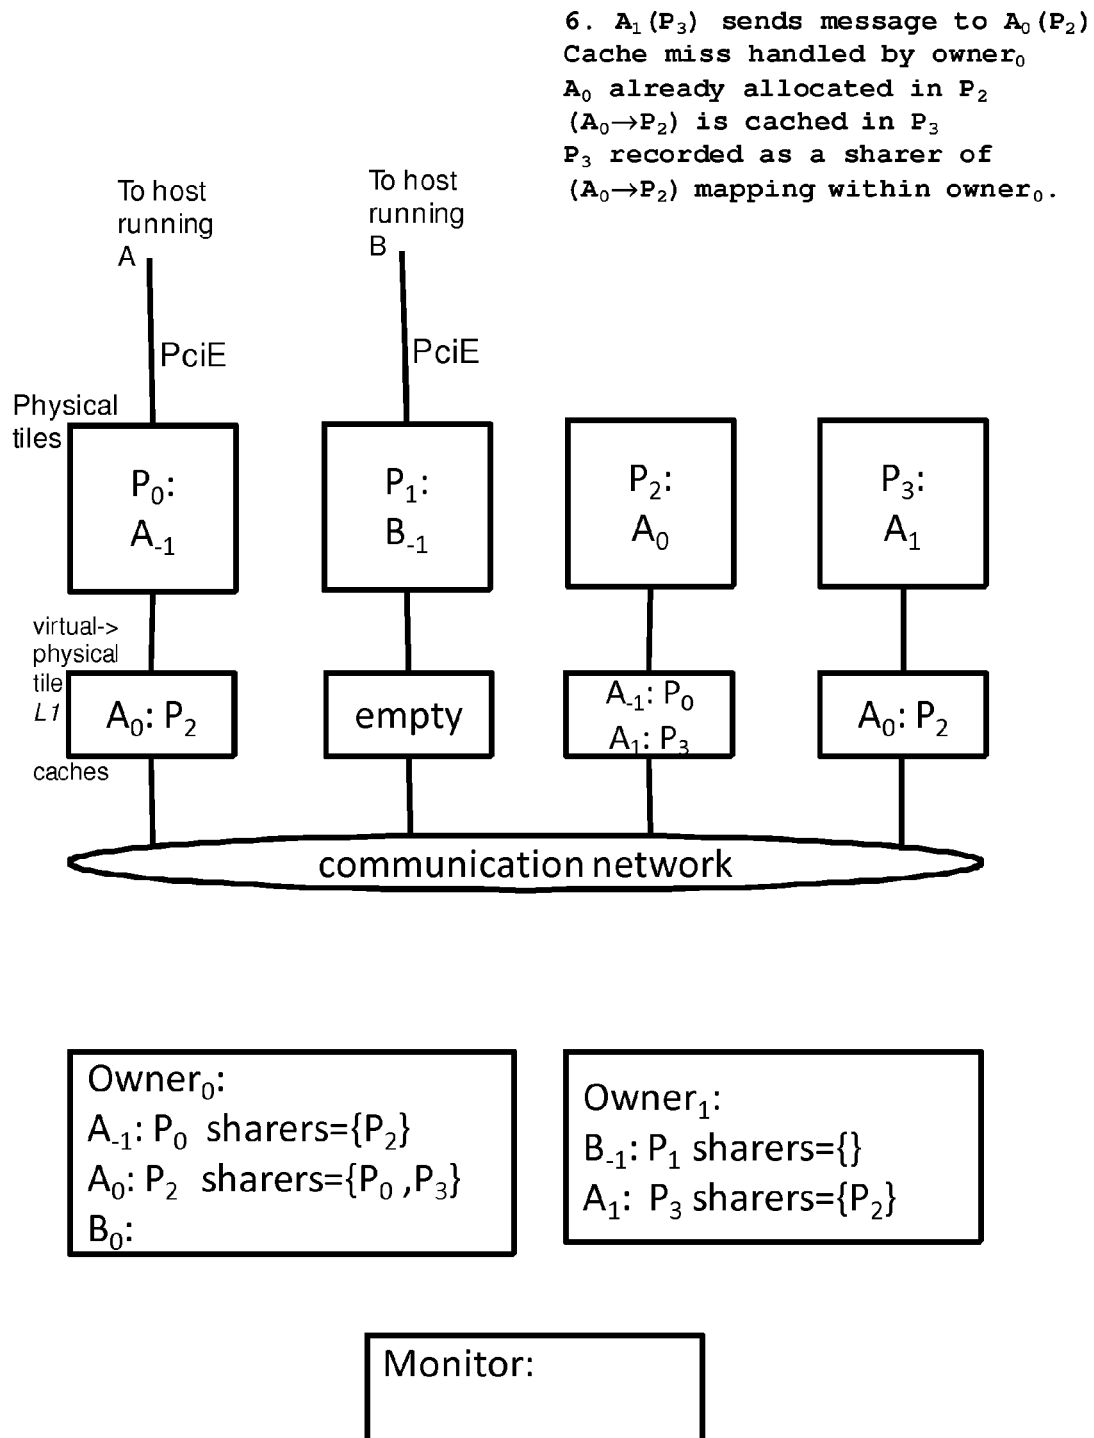 6. A₁(P₃) sends message to A₀(P₂)
Cache miss handled by owner₀
A₀ already allocated in P₂
(A₀→P₂) is cached in P₃
P₃ recorded as a sharer of
(A₀→P₂) mapping within owner₀.
To host
running
A
To host
running
B
PciE
PciE
Physical
tiles
P₀:
A₋₁
P₁:
B₋₁
P₂:
A₀
P₃:
A₁
virtual->
physical
tile
L1
caches
A₀: P₂
empty
A₋₁: P₀
A₁: P₃
A₀: P₂
communication network
Owner₀:
A₋₁: P₀ sharers={P₂}
A₀: P₂ sharers={P₀ ,P₃}
B₀:
Owner₁:
B₋₁: P₁ sharers={}
A₁: P₃ sharers={P₂}
Monitor: